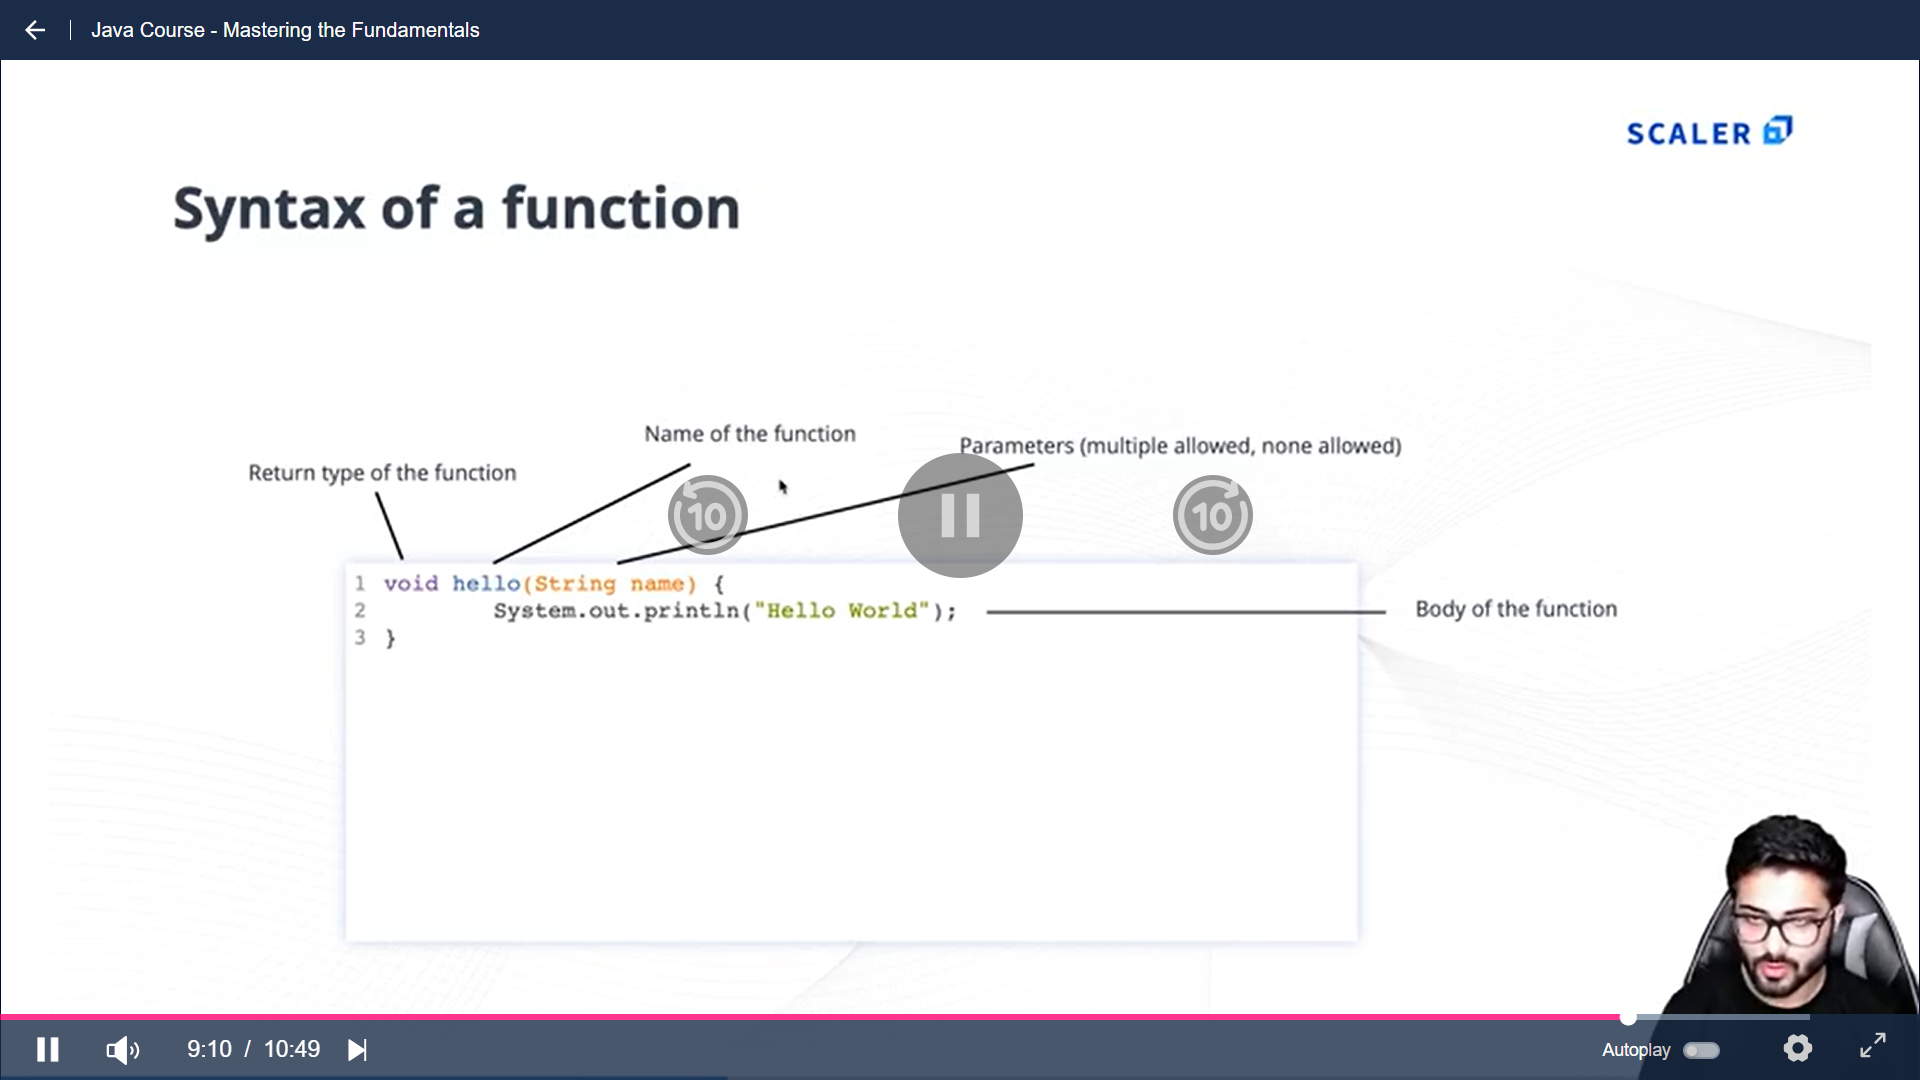 Java Course - Mastering the Fundamentals
SCALER
Syntax of a function
Name of the function
Parameters (multiple allowed, none allowed)
Return type of the function
10
10
1 void hello(String name) {
2 System.out.println("Hello World");
Body of the function
3 }
9:10 / 10:49
Autoplay